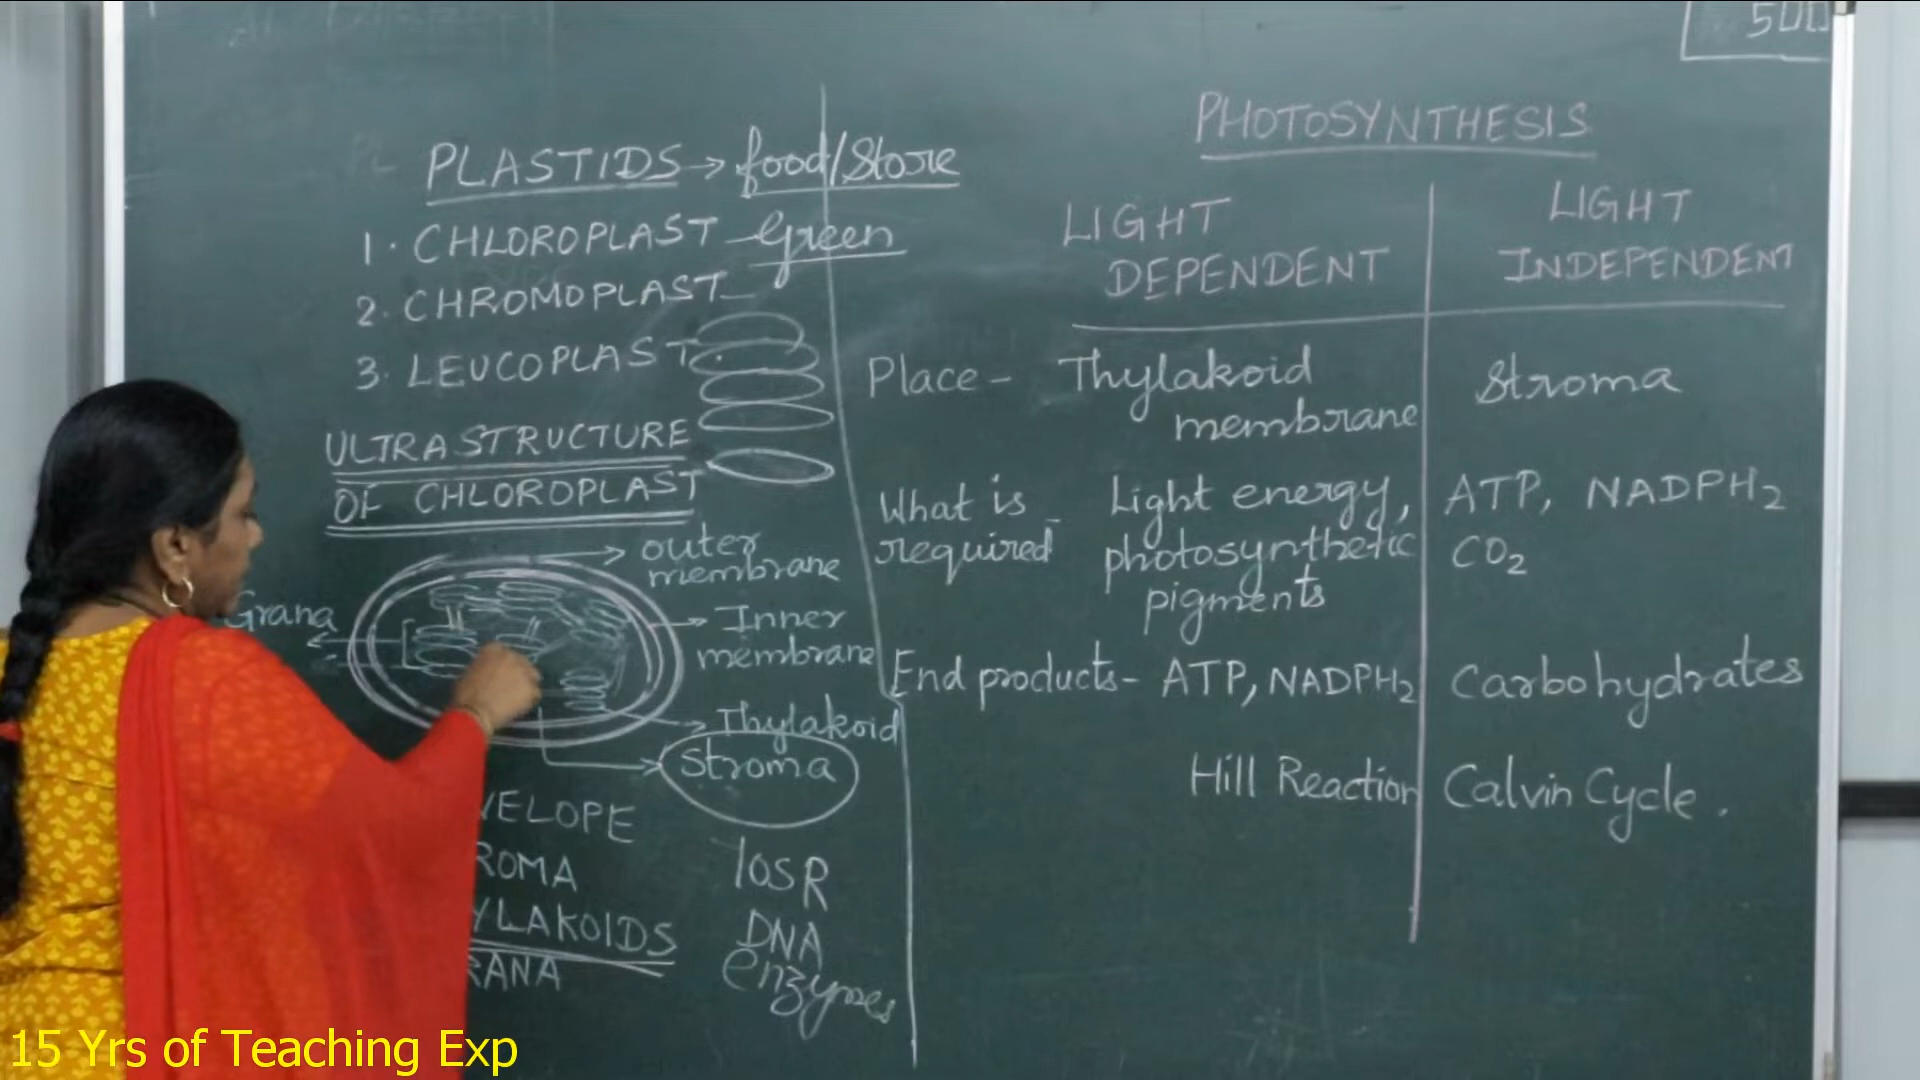 500
PLASTIDS → food/Store
1. CHLOROPLAST - Green
2. CHROMOPLAST -
3. LEUCOPLAST.
ULTRASTRUCTURE
OF CHLOROPLAST
outer
membrane
Grana
Inner
membrane
Thylakoid
Stroma
VELOPE
ROMA
YLAKOIDS
RANA
70SR
DNA
enzymes
PHOTOSYNTHESIS
LIGHT
DEPENDENT
LIGHT
INDEPENDENT
Place - Thylakoid
membrane
Stroma
What is
required -
Light energy,
photosynthetic
pigments
ATP, NADPH2
CO2
End products - ATP, NADPH2
Carbohydrates
Hill Reaction
Calvin Cycle.
15 Yrs of Teaching Exp